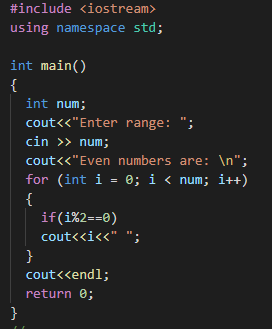 #include <iostream>
using namespace std;

int main()
{
  int num;
  cout<<"Enter range: ";
  cin >> num;
  cout<<"Even numbers are: \n";
  for (int i = 0; i < num; i++)
  {
    if(i%2==0)
    cout<<i<<" ";
  }
  cout<<endl;
  return 0;
}